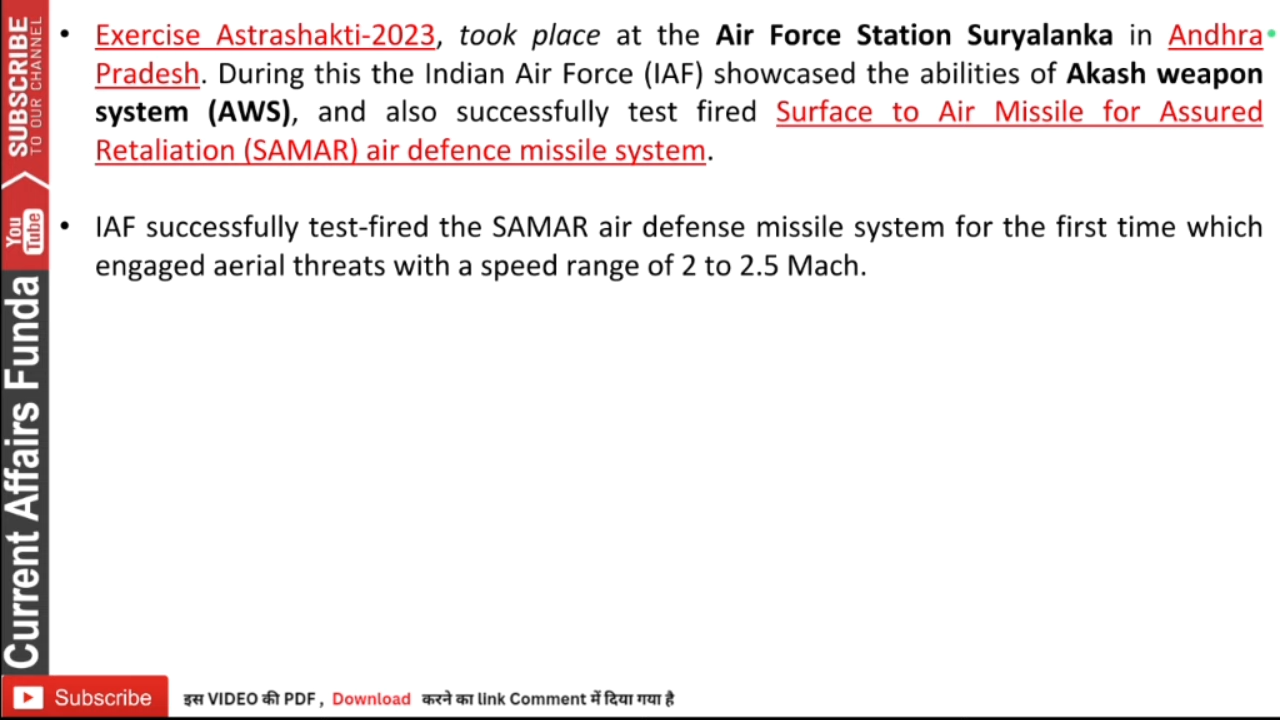 • Exercise Astrashakti-2023, took place at the Air Force Station Suryalanka in Andhra
Pradesh. During this the Indian Air Force (IAF) showcased the abilities of Akash weapon
system (AWS), and also successfully test fired Surface to Air Missile for Assured
Retaliation (SAMAR) air defence missile system.
• IAF successfully test-fired the SAMAR air defense missile system for the first time which
engaged aerial threats with a speed range of 2 to 2.5 Mach.
SUBSCRIBE
TO OUR CHANNEL
You
Tube
Current Affairs Funda
Subscribe
इस VIDEO की PDF , Download करने का link Comment में दिया गया है